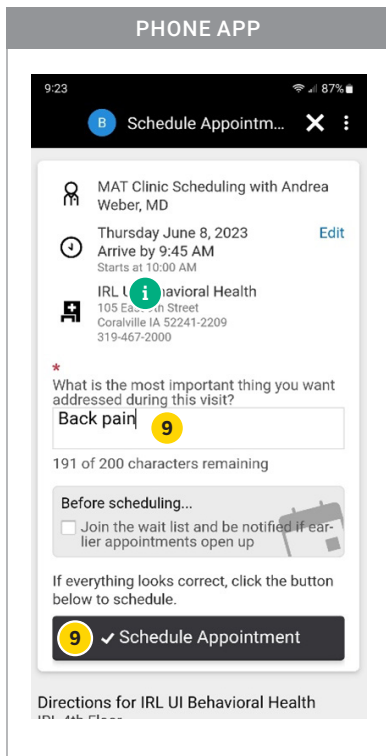 PHONE APP
9:23 87%
B Schedule Appointm...
MAT Clinic Scheduling with Andrea
Weber, MD
Thursday June 8, 2023 Edit
Arrive by 9:45 AM
Starts at 10:00 AM
IRL i havioral Health
105 Street
Coralville IA 52241-2209
319-467-2000
*
What is the most important thing you want
addressed during this visit?
Back pain 9
191 of 200 characters remaining
Before scheduling...
Join the wait list and be notified if ear-
lier appointments open up
If everything looks correct, click the button
below to schedule.
9 Schedule Appointment
Directions for IRL UI Behavioral Health
IRL 4th Floor